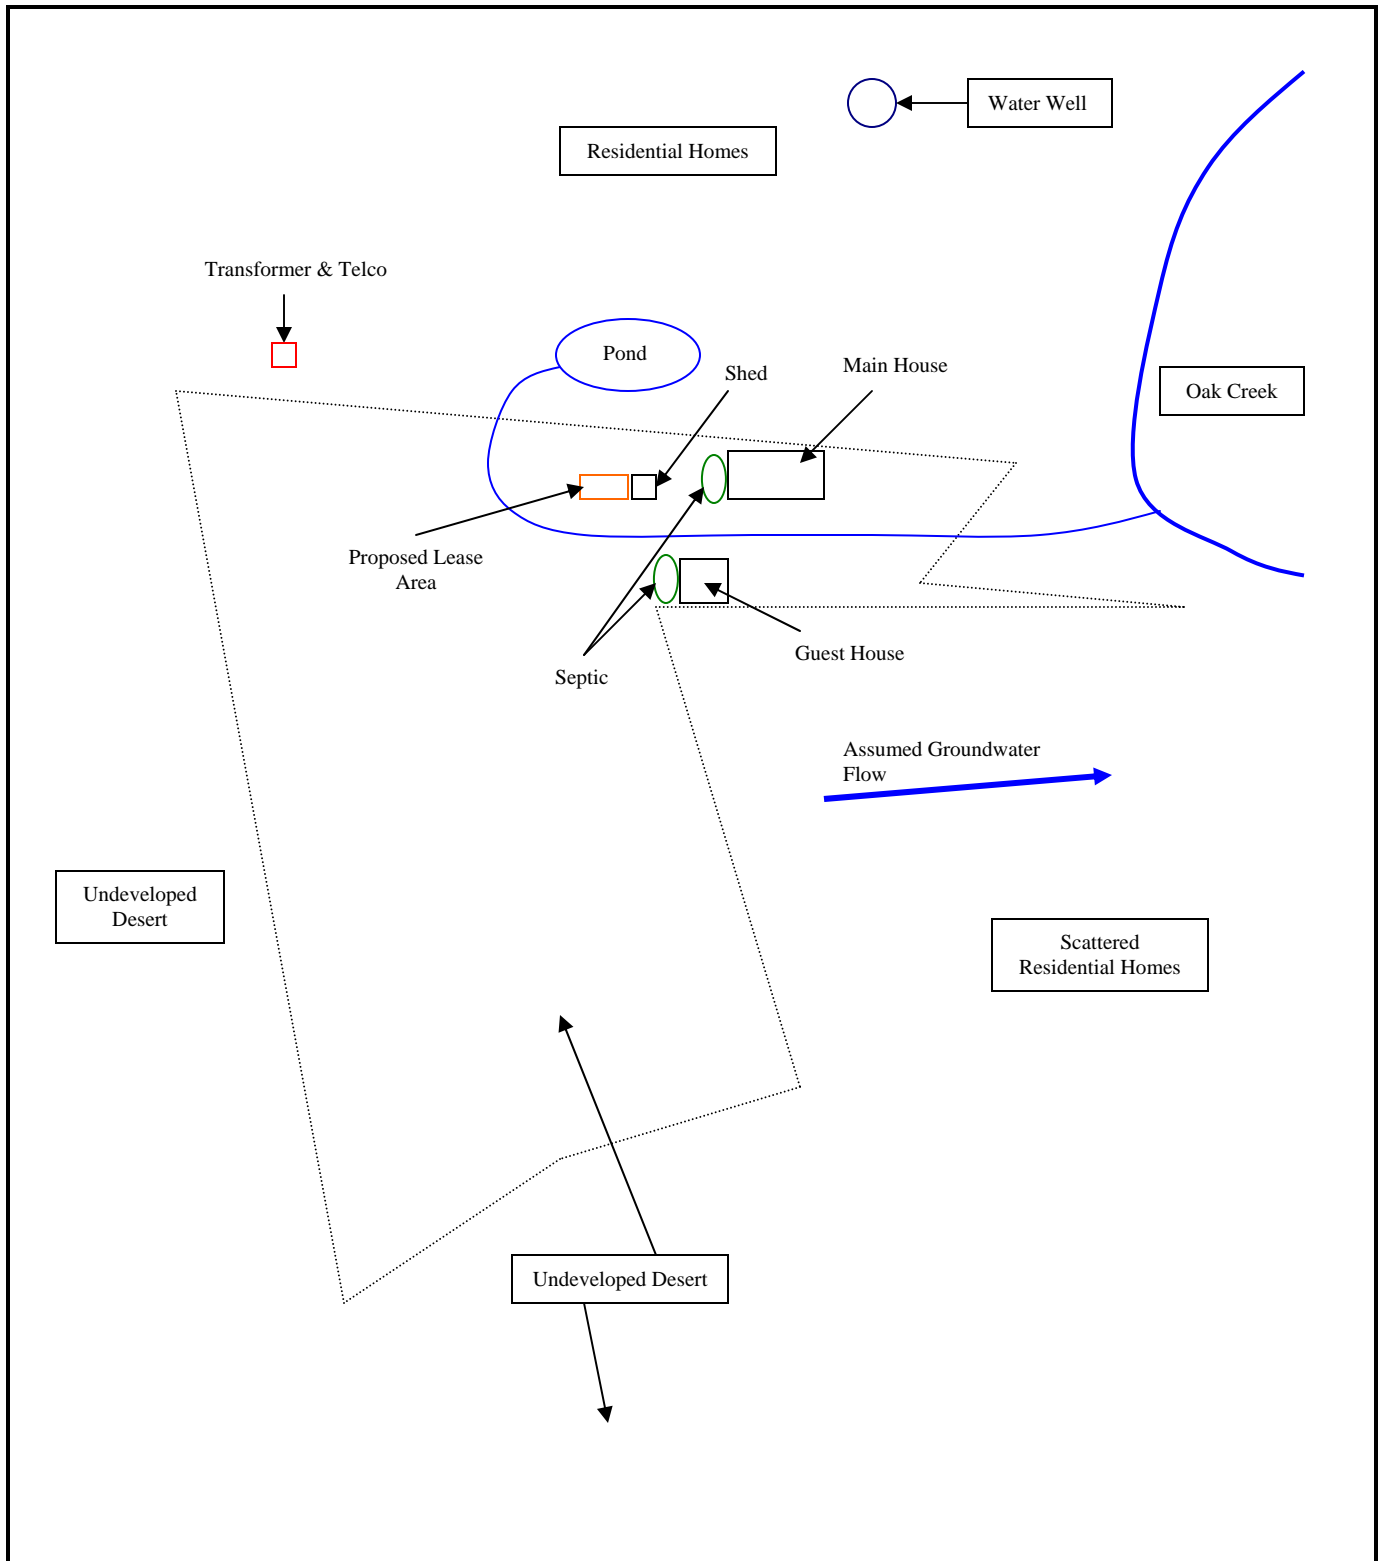 Water Well
Residential Homes
Transformer & Telco
Pond
Shed
Main House
Oak Creek
Proposed Lease
Area
Septic
Guest House
Assumed Groundwater
Flow
Undeveloped
Desert
Scattered
Residential Homes
Undeveloped Desert